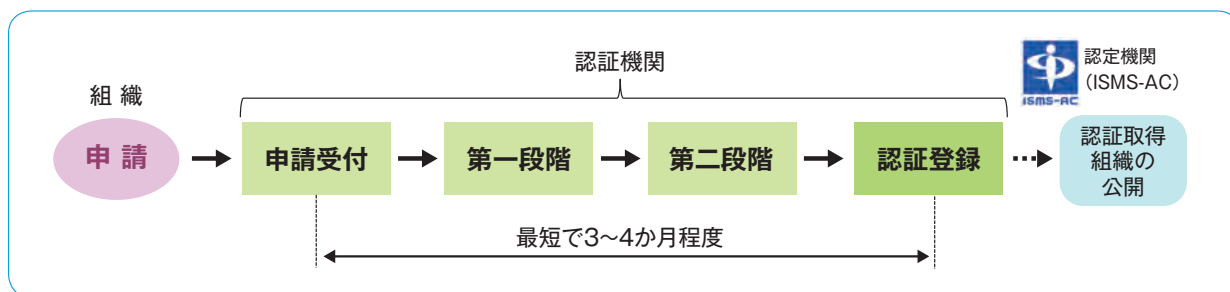 認証機関
認定機関
(ISMS-AC)
ISMS-AC
組 織
申 請
申請受付
第一段階
第二段階
認証登録
認証取得
組織の
公開
最短で3〜4か月程度